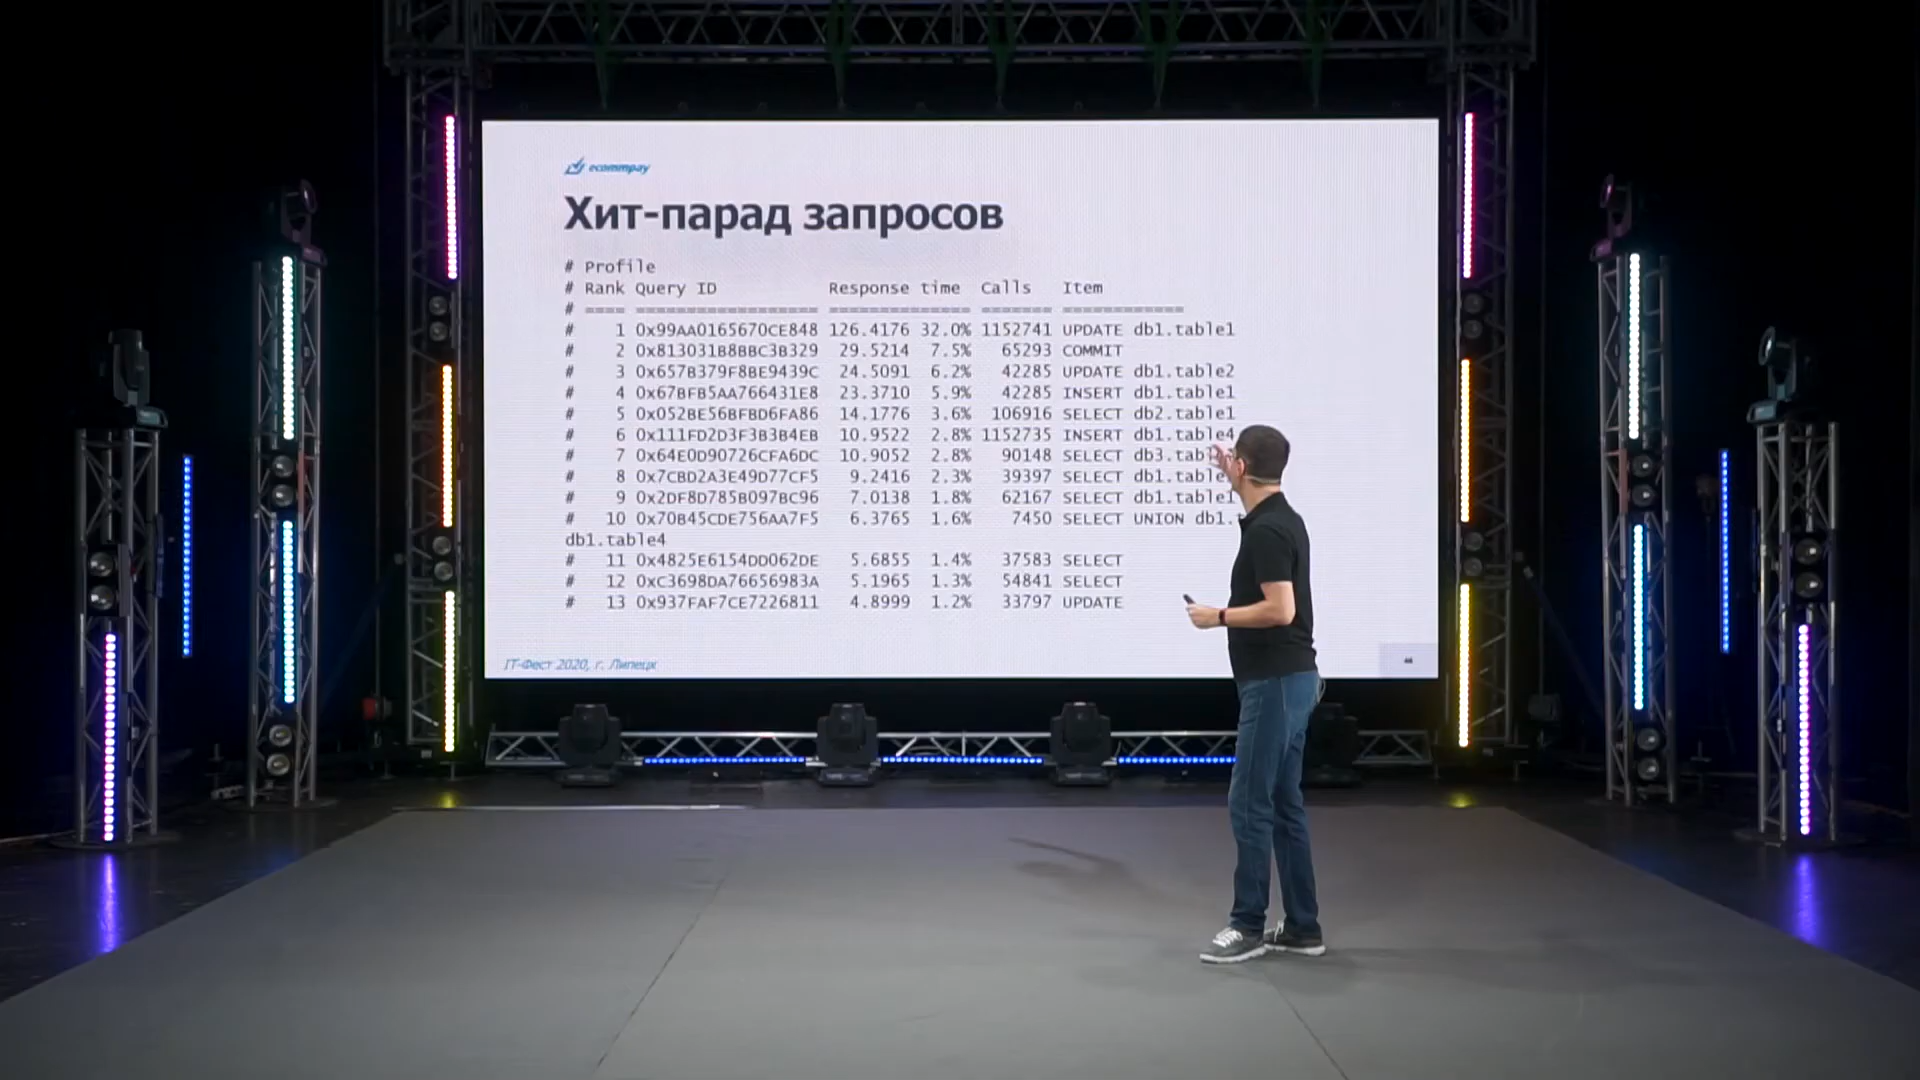 ecommpay
Хит-парад запросов
# Profile
# Rank Query ID Response time Calls Item
# ==== ================== ============== ======= ============
# 1 0x99AA0165670CE848 126.4176 32.0% 1152741 UPDATE db1.table1
# 2 0x813031B8BBC3B329 29.5214 7.5% 65293 COMMIT
# 3 0x657B379F8BE9439C 24.5091 6.2% 42285 UPDATE db1.table2
# 4 0x67BFB5AA766431E8 23.3710 5.9% 42285 INSERT db1.table1
# 5 0x052BE56BFBD6FA86 14.1776 3.6% 106916 SELECT db2.table1
# 6 0x111FD2D3F3B3B4EB 10.9522 2.8% 1152735 INSERT db1.table4
# 7 0x64E0D90726CFA6DC 10.9052 2.8% 90148 SELECT
# 8 0x7CBD2A3E49D77CF5 9.2416 2.3% 39397 SELECT db1.table
# 9 0x2DF8D785B097BC96 7.0138 1.8% 62167 SELECT db1.table1
# 10 0x70B45CDE756AA7F5 6.3765 1.6% 7450 SELECT UNION db1.
db1.table4
# 11 0x4825E6154DD062DE 5.6855 1.4% 37583 SELECT
# 12 0xC3698DA76656983A 5.1965 1.3% 54841 SELECT
# 13 0x937FAF7CE7226811 4.8999 1.2% 33797 UPDATE
IT-Фест 2020, г. Липецк